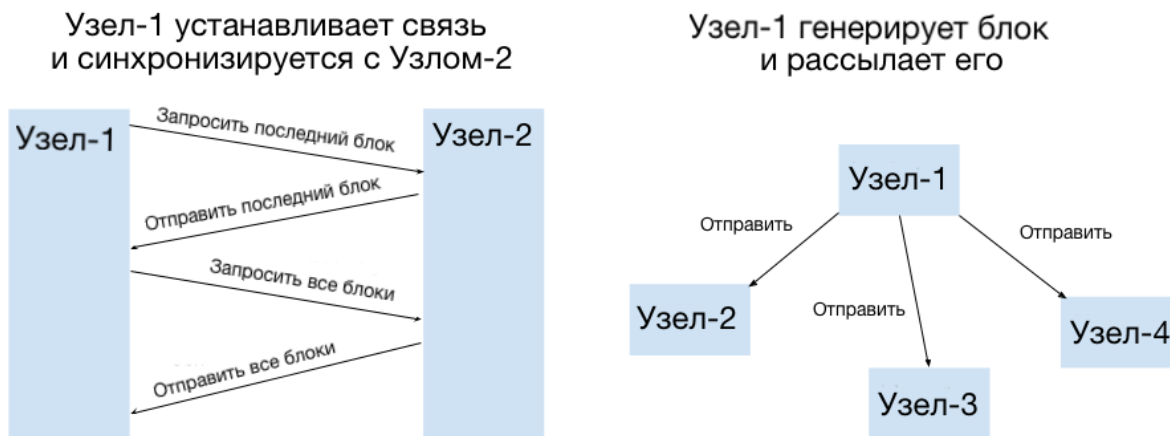 Узел-1 устанавливает связь
и синхронизируется с Узлом-2
Узел-1
Узел-2
Запросить последний блок
Отправить последний блок
Запросить все блоки
Отправить все блоки
Узел-1 генерирует блок
и рассылает его
Узел-1
Отправить
Отправить
Отправить
Узел-2
Узел-4
Узел-3